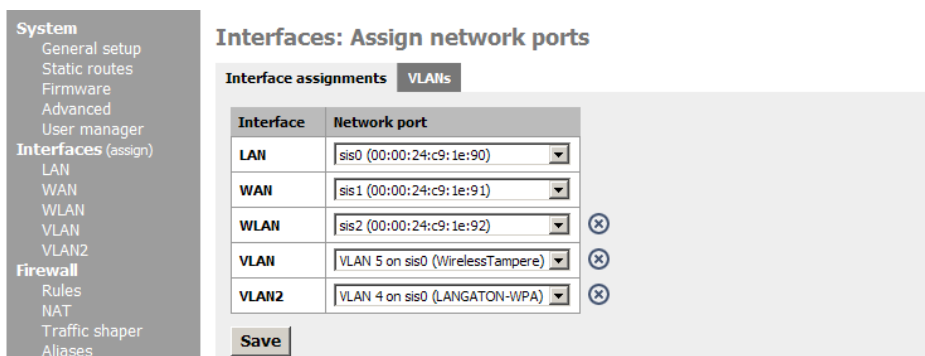 System
General setup
Static routes
Firmware
Advanced
User manager
Interfaces (assign)
LAN
WAN
WLAN
VLAN
VLAN2
Firewall
Rules
NAT
Traffic shaper
Aliases
Interfaces: Assign network ports
Interface assignments VLANs
Interface Network port
LAN sis0 (00:00:24:c9:1e:90)
WAN sis1 (00:00:24:c9:1e:91)
WLAN sis2 (00:00:24:c9:1e:92)
VLAN VLAN 5 on sis0 (WirelessTampere)
VLAN2 VLAN 4 on sis0 (LANGATON-WPA)
Save